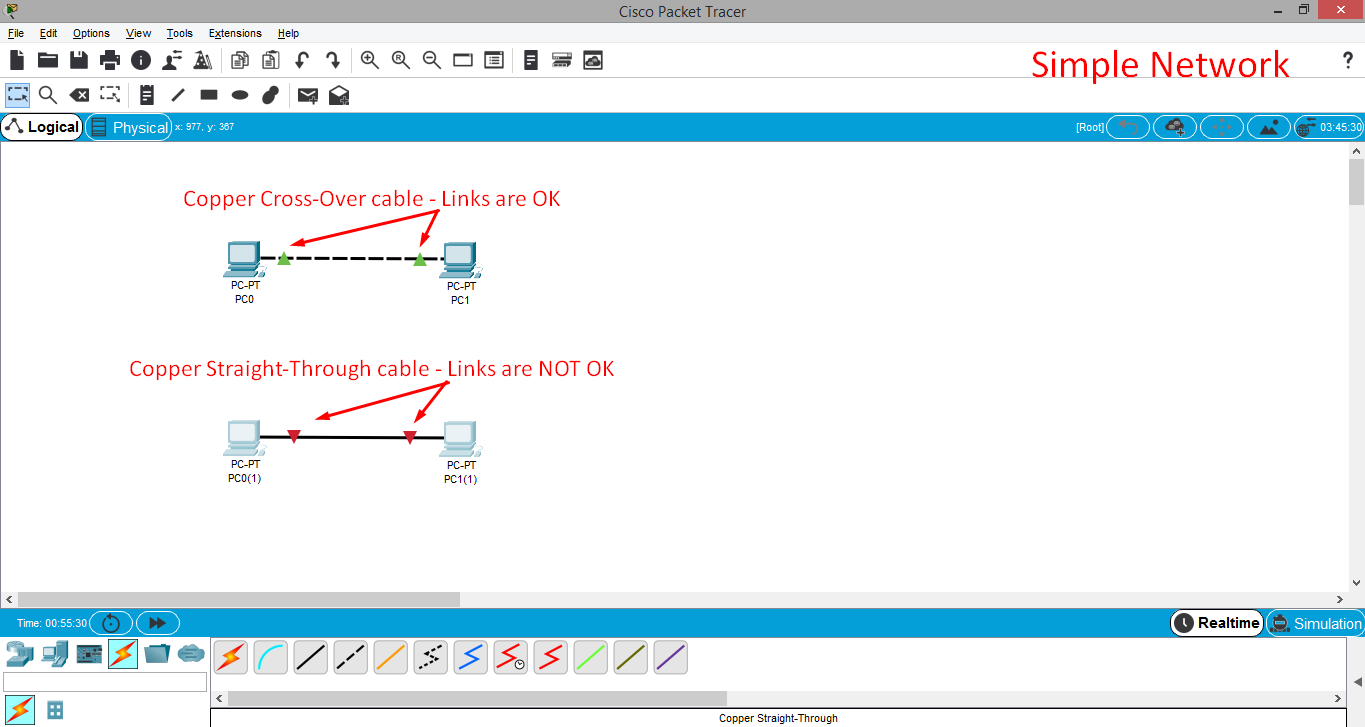 Cisco Packet Tracer
File Edit Options View Tools Extensions Help
Simple Network
?
Logical Physical x: 977, y: 367 [Root] 03:45:30
Copper Cross-Over cable - Links are OK
PC-PT PC-PT
PC0 PC1
Copper Straight-Through cable - Links are NOT OK
PC-PT PC-PT
PC0(1) PC1(1)
Time: 00:55:30 Realtime Simulation
Copper Straight-Through